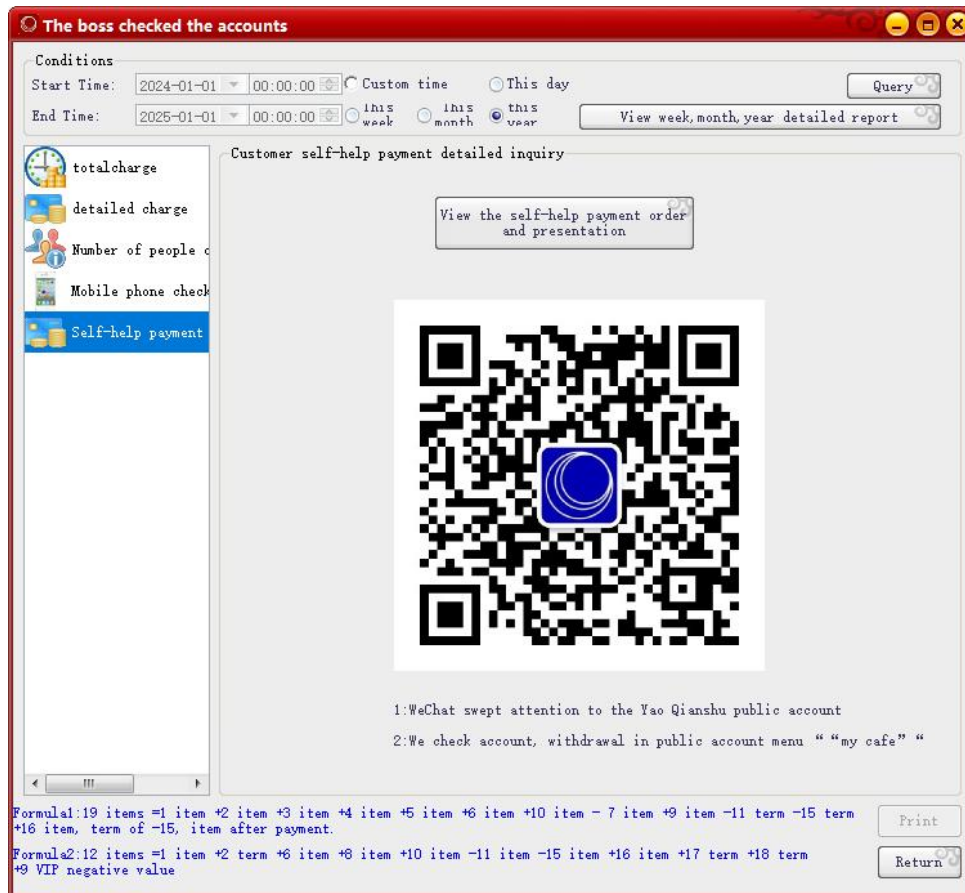 The boss checked the accounts
Conditions
Start Time: 2024-01-01 00:00:00 Custom time This day Query
End Time: 2025-01-01 00:00:00 this week this month this year View week,month,year detailed report
totalcharge
detailed charge
Number of people
Mobile phone check
Self-help payment
Customer self-help payment detailed inquiry
View the self-help payment order
and presentation
1:WeChat swept attention to the Yao Qianshu public account
2:We check account, withdrawal in public account menu “ “my cafe” “
Formula1:19 items =1 item +2 item +3 item +4 item +5 item +6 item +10 item - 7 item +9 item -11 term -15 term
+16 item, term of -15, item after payment.
Formula2:12 items =1 item +2 term +6 item +8 item +10 item -11 item -15 item +16 item +17 term +18 term
+9 VIP negative value
Print
Return